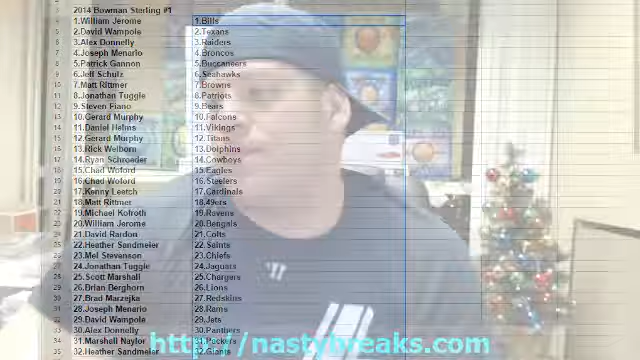 2014 Bowman Sterling #1
1.William Jerome 1.Bills
2.David Wampole 2.Texans
3.Alex Donnelly 3.Raiders
4.Joseph Menario 4.Broncos
5.Patrick Gannon 5.Buccaneers
6.Jeff Schulz 6.Seahawks
7.Matt Rittmer 7.Browns
8.Jonathan Tuggle 8.Patriots
9.Steven Fiano 9.Bears
10.Gerard Murphy 10.Falcons
11.Daniel Helms 11.Vikings
12.Gerard Murphy 12.Titans
13.Rick Welborn 13.Dolphins
14.Ryan Schroeder 14.Cowboys
15.Chad Woford 15.Eagles
16.Chad Woford 16.Steelers
17.Kenny Leetch 17.Cardinals
18.Matt Rittmer 18.49ers
19.Michael Kofroth 19.Ravens
20.William Jerome 20.Bengals
21.David Rardon 21.Colts
22.Heather Sandmeier 22.Saints
23.Mel Stevenson 23.Chiefs
24.Jonathan Tuggle 24.Jaguars
25.Scott Marshall 25.Chargers
26.Brian Berghorn 26.Lions
27.Brad Marzejka 27.Redskins
28.Joseph Menario 28.Rams
29.David Wampole 29.Jets
30.Alex Donnelly 30.Panthers
31.Marshall Naylor 31.Packers
32.Heather Sandmeier 32.Giants
http://nastybreaks.com